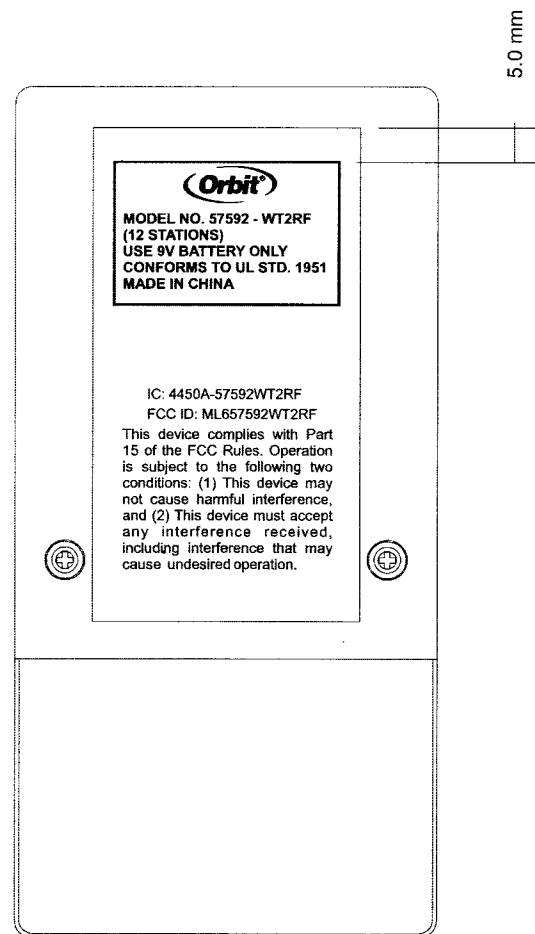 5.0 mm
Orbit®
MODEL NO. 57592 - WT2RF
(12 STATIONS)
USE 9V BATTERY ONLY
CONFORMS TO UL STD. 1951
MADE IN CHINA
IC: 4450A-57592WT2RF
FCC ID: ML657592WT2RF
This device complies with Part
15 of the FCC Rules. Operation
is subject to the following two
conditions: (1) This device may
not cause harmful interference,
and (2) This device must accept
any interference received,
including interference that may
cause undesired operation.